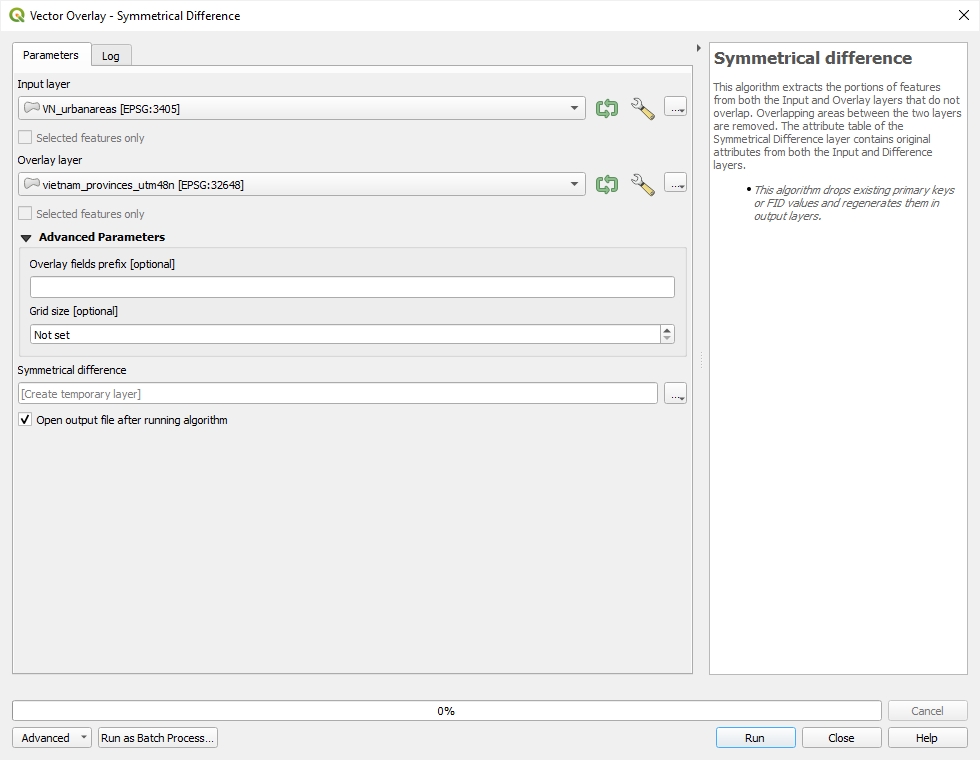 Vector Overlay - Symmetrical Difference
Parameters
Log
Input layer
VN_urbanareas [EPSG:3405]
...
Selected features only
Overlay layer
vietnam_provinces_utm48n [EPSG:32648]
...
Selected features only
Advanced Parameters
Overlay fields prefix [optional]
Grid size [optional]
Not set
Symmetrical difference
[Create temporary layer]
...
Open output file after running algorithm
Symmetrical difference
This algorithm extracts the portions of features
from both the Input and Overlay layers that do not
overlap. Overlapping areas between the two layers
are removed. The attribute table of the
Symmetrical Difference layer contains original
attributes from both the Input and Difference
layers.
• This algorithm drops existing primary keys
or FID values and regenerates them in
output layers.
0%
Cancel
Advanced
Run as Batch Process...
Run
Close
Help